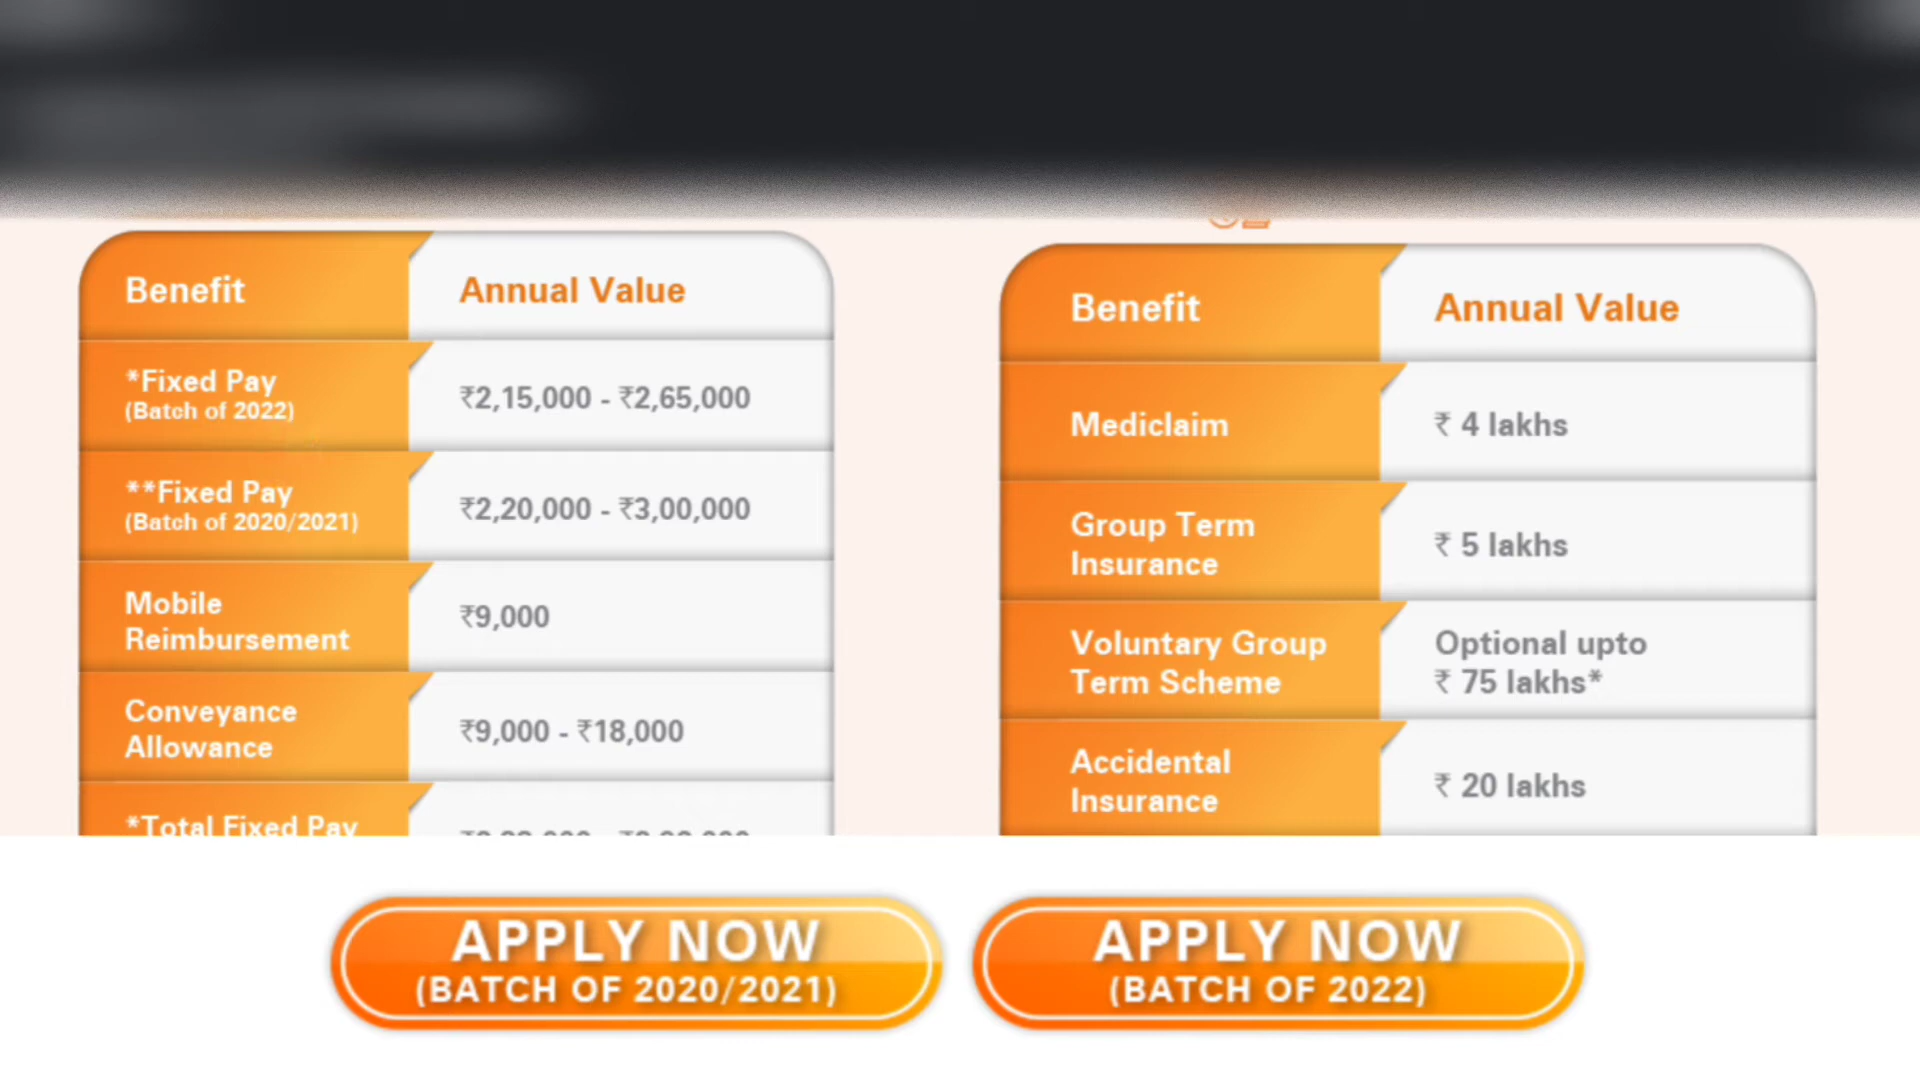 Benefit
Annual Value
*Fixed Pay
(Batch of 2022)
₹2,15,000 - ₹2,65,000
**Fixed Pay
(Batch of 2020/2021)
₹2,20,000 - ₹3,00,000
Mobile
Reimbursement
₹9,000
Conveyance
Allowance
₹9,000 - ₹18,000
*Total Fixed Pay
Benefit
Annual Value
Mediclaim
₹ 4 lakhs
Group Term
Insurance
₹ 5 lakhs
Voluntary Group
Term Scheme
Optional upto
₹ 75 lakhs*
Accidental
Insurance
₹ 20 lakhs
APPLY NOW
(BATCH OF 2020/2021)
APPLY NOW
(BATCH OF 2022)